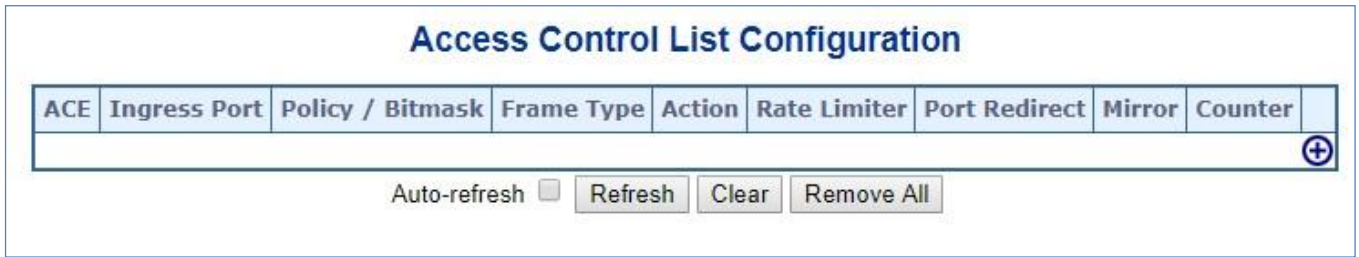 Access Control List Configuration
ACE Ingress Port Policy / Bitmask Frame Type Action Rate Limiter Port Redirect Mirror Counter
Auto-refresh Refresh Clear Remove All